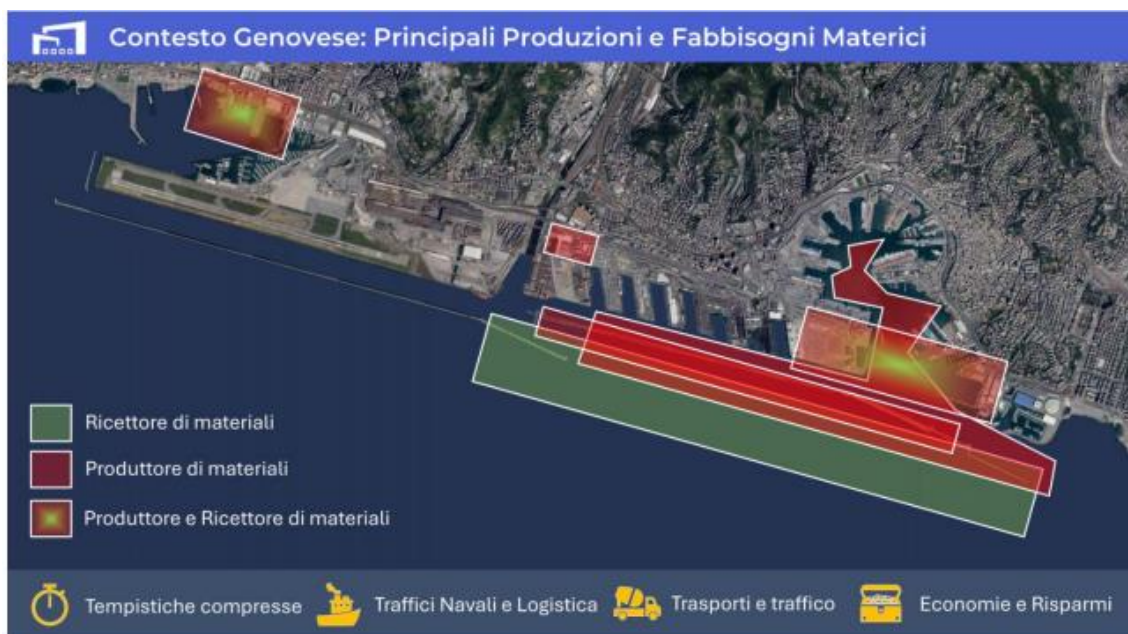 Contesto Genovese: Principali Produzioni e Fabbisogni Materici
Ricettore di materiali
Produttore di materiali
Produttore e Ricettore di materiali
Tempistiche compresse
Traffici Navali e Logistica
Trasporti e traffico
Economie e Risparmi